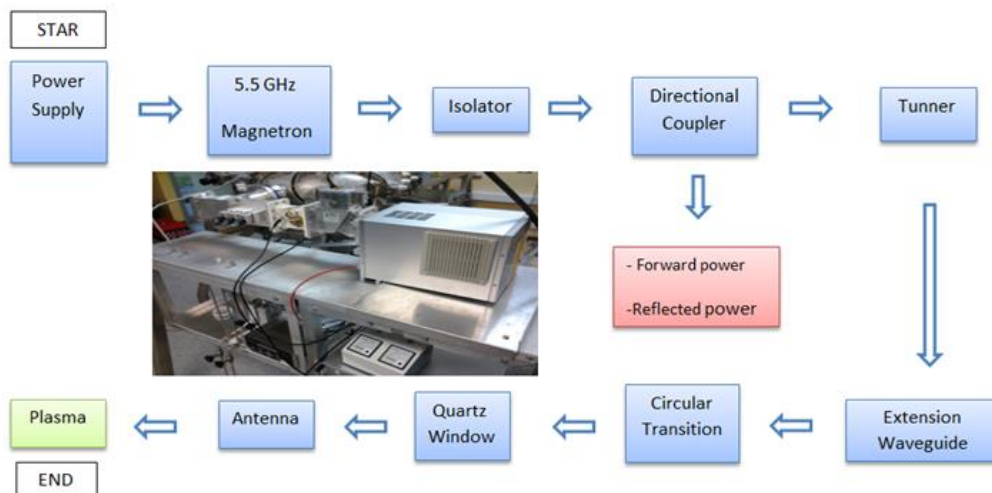 STAR
Power
Supply
5.5 GHz
Magnetron
Isolator
Directional
Coupler
Tunner
- Forward power
-Reflected power
Extension
Waveguide
Circular
Transition
Quartz
Window
Antenna
Plasma
END